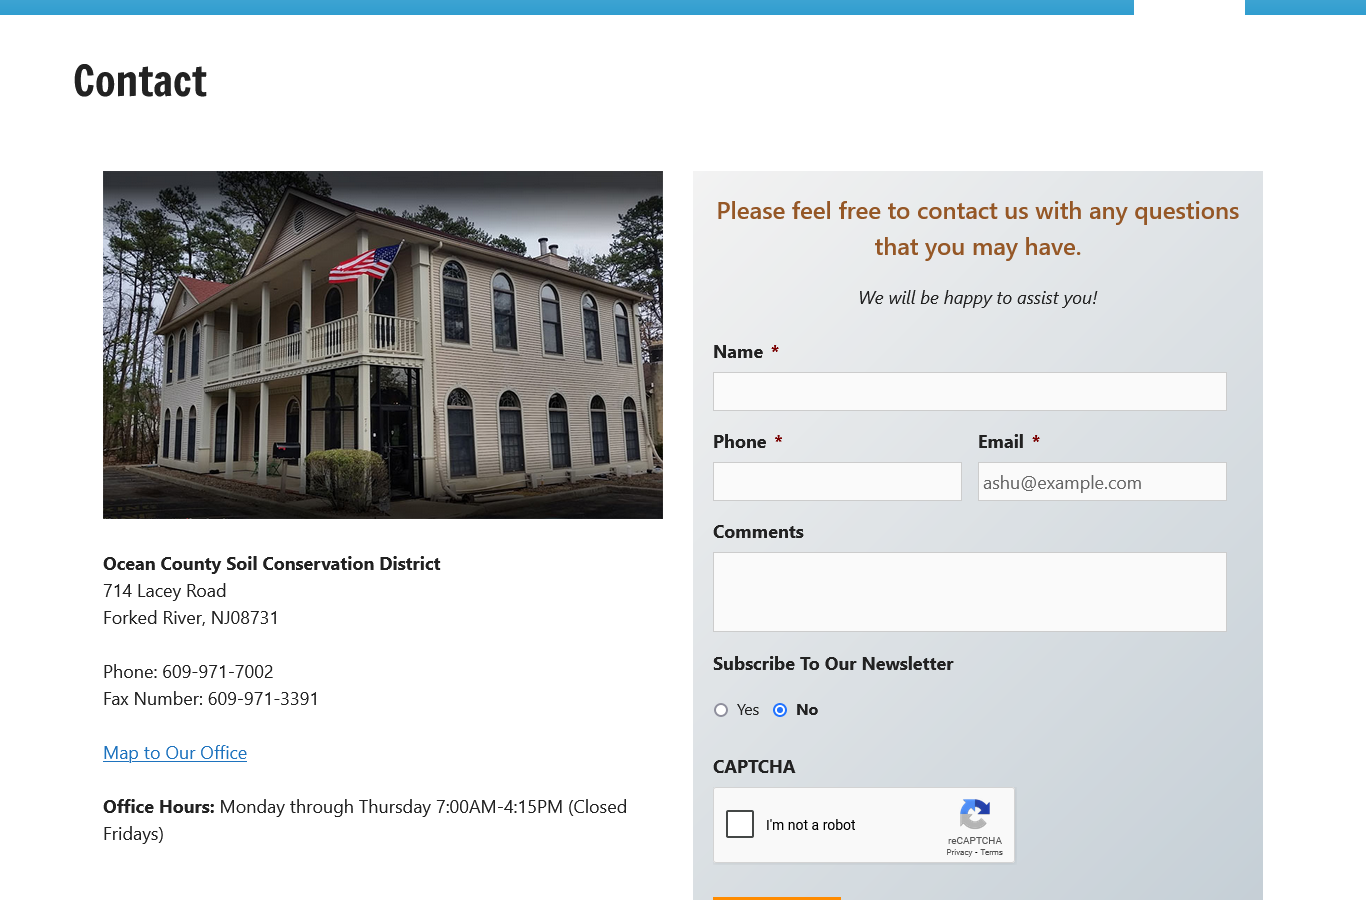 Contact
Ocean County Soil Conservation District
714 Lacey Road
Forked River, NJ08731
Phone: 609-971-7002
Fax Number: 609-971-3391
Map to Our Office
Office Hours: Monday through Thursday 7:00AM-4:15PM (Closed
Fridays)
Please feel free to contact us with any questions
that you may have.
We will be happy to assist you!
Name *
Phone *
Email *
ashu@example.com
Comments
Subscribe To Our Newsletter
Yes No
CAPTCHA
I'm not a robot
reCAPTCHA
Privacy - Terms